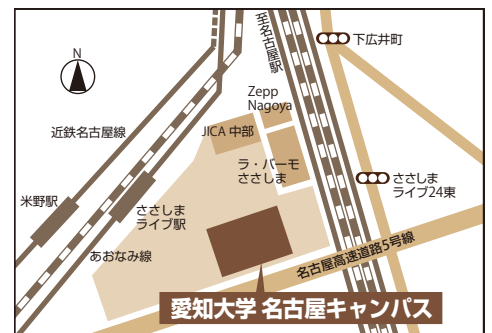 至名古屋駅
下広井町
N
Zepp
Nagoya
近鉄名古屋線
JICA 中部
ラ・バーモ
ささしま
ささしま
ライブ24東
米野駅
ささしま
ライブ駅
あおなみ線
名古屋高速道路5号線
愛知大学 名古屋キャンパス